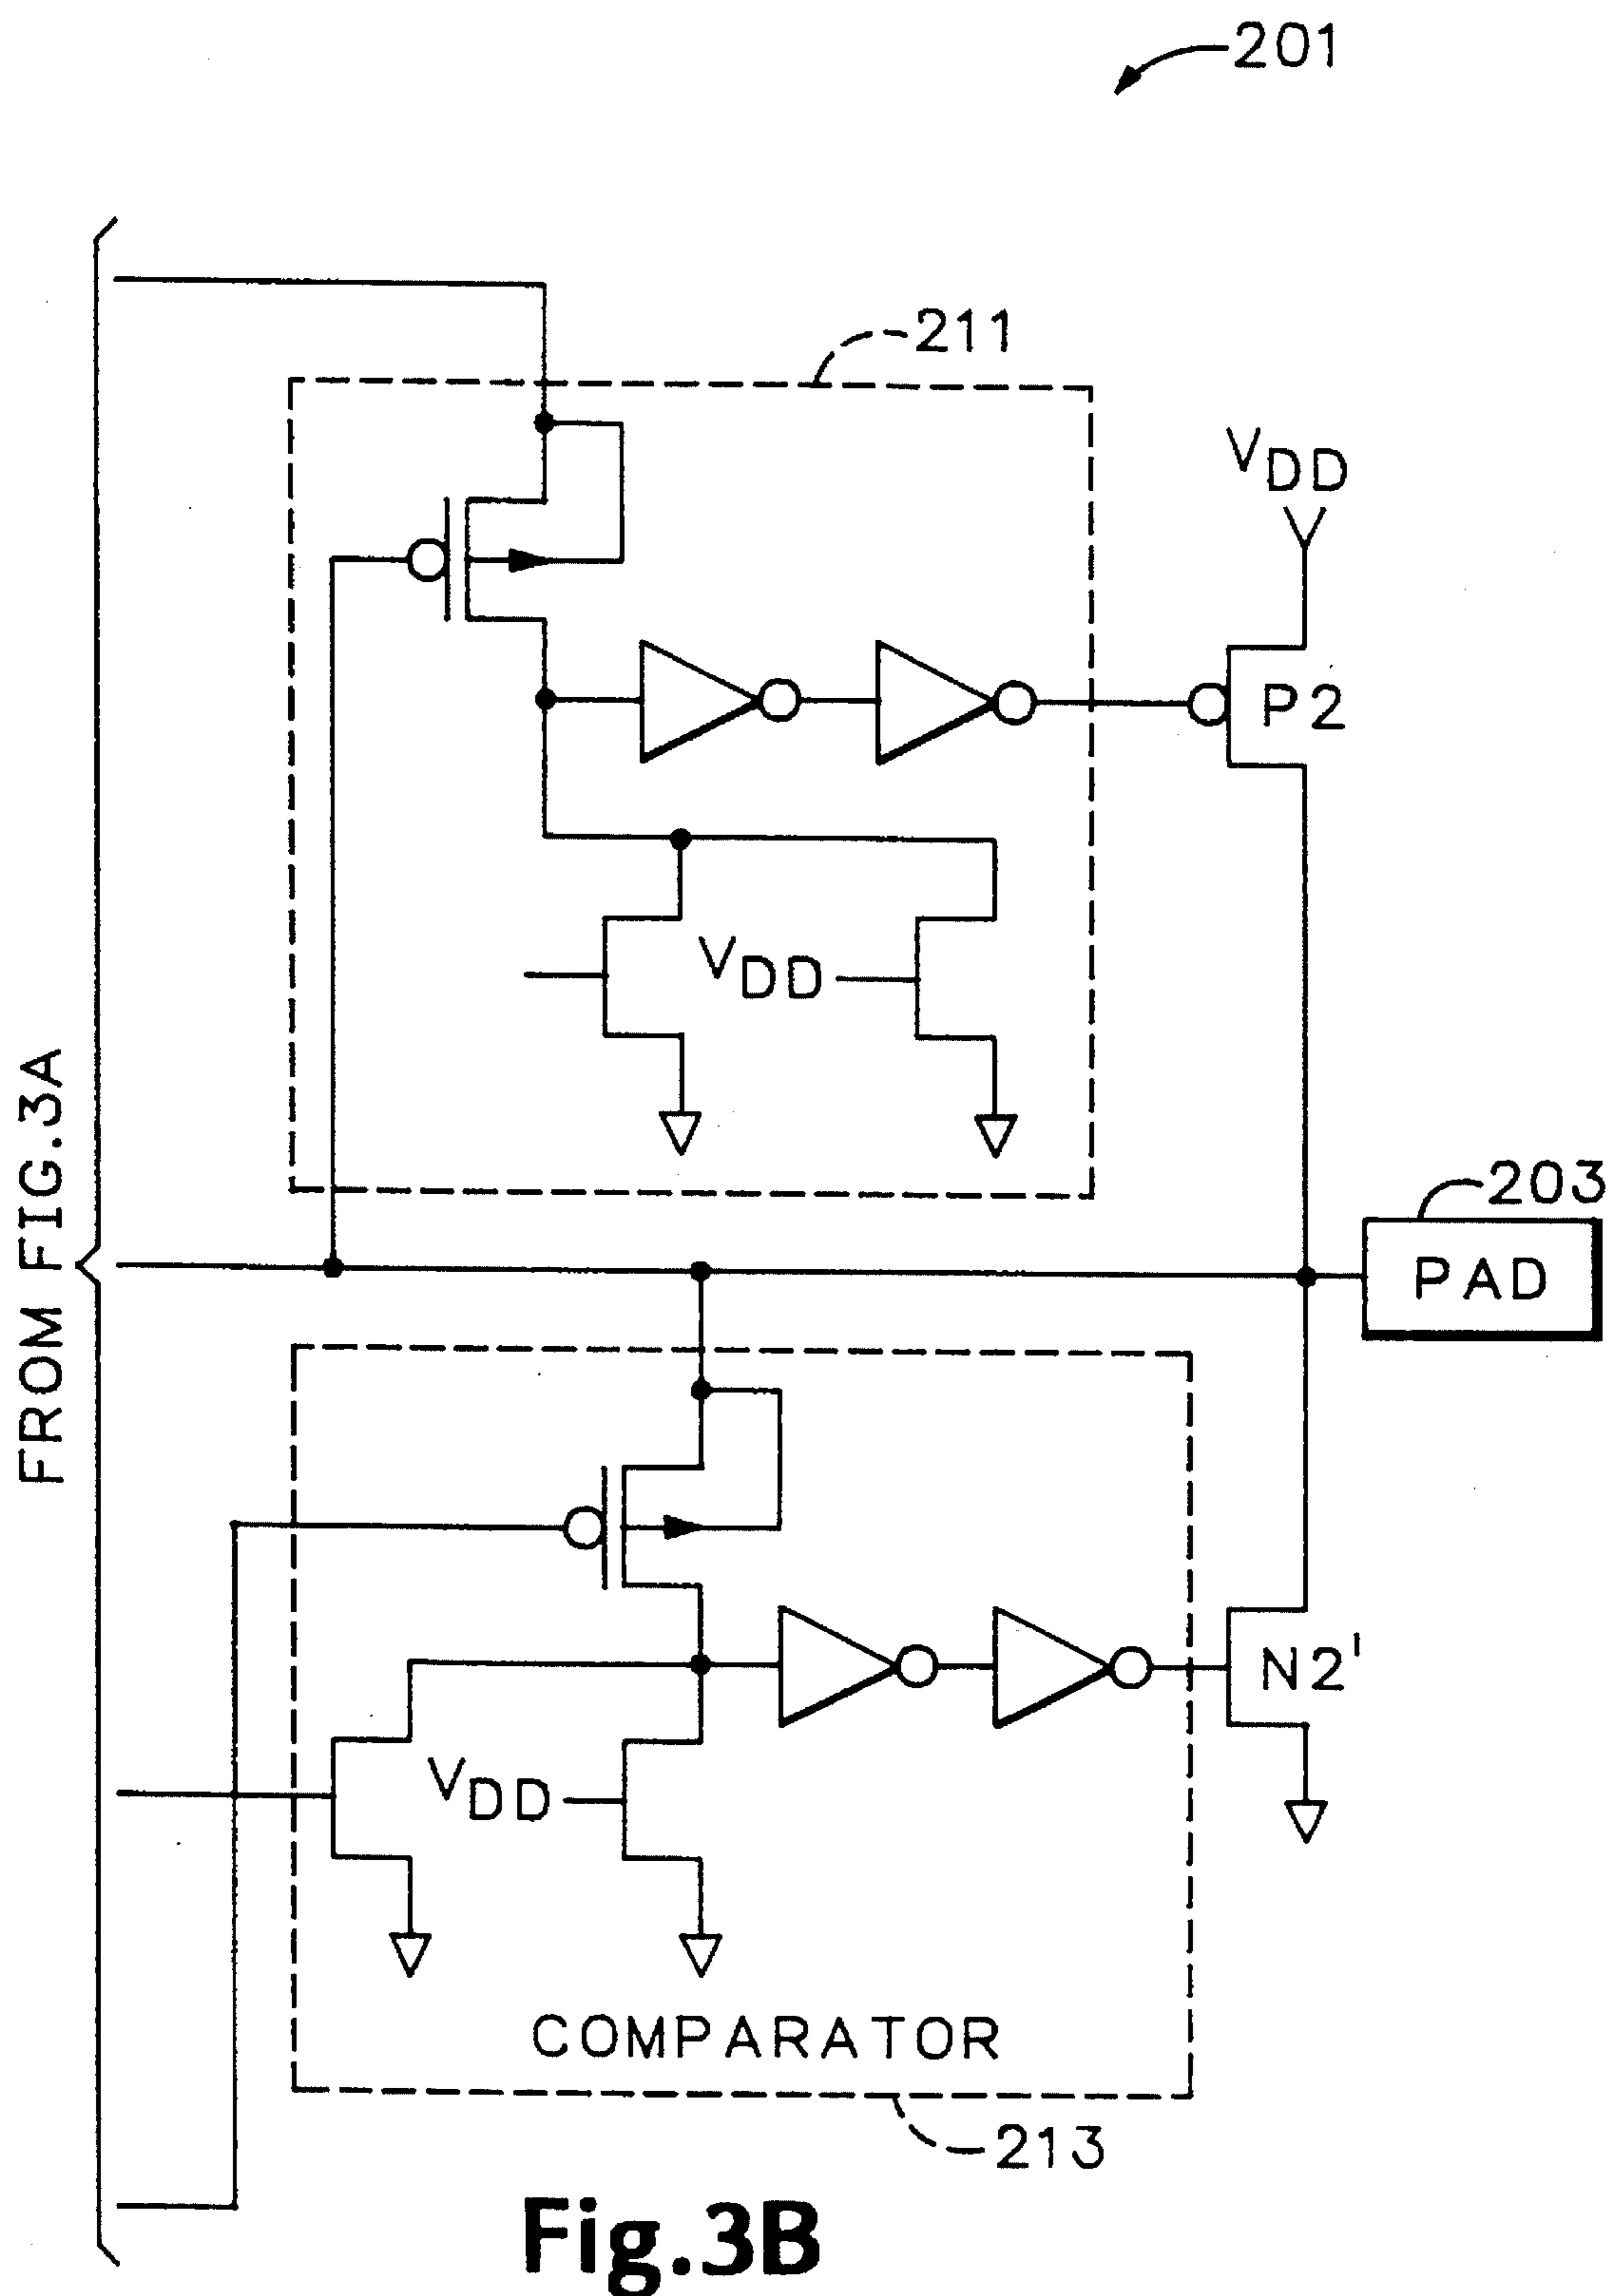 201
211
VDD
P2
VDD
FROM FIG.3A
203
PAD
N2'
VDD
COMPARATOR
213
Fig.3B